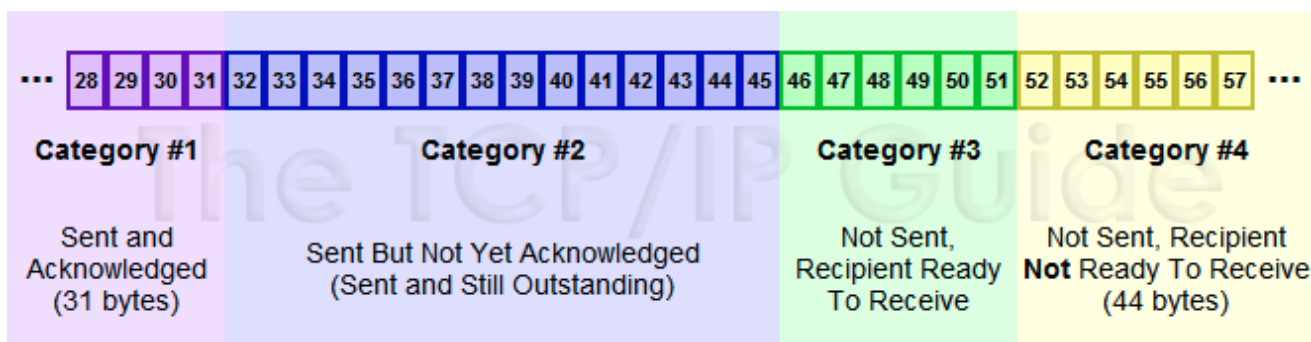 ... 28 29 30 31 32 33 34 35 36 37 38 39 40 41 42 43 44 45 46 47 48 49 50 51 52 53 54 55 56 57 ...
The TCP/IP Guide
Category #1
Category #2
Category #3
Category #4
Sent and
Acknowledged
(31 bytes)
Sent But Not Yet Acknowledged
(Sent and Still Outstanding)
Not Sent,
Recipient Ready
To Receive
Not Sent, Recipient
Not Ready To Receive
(44 bytes)